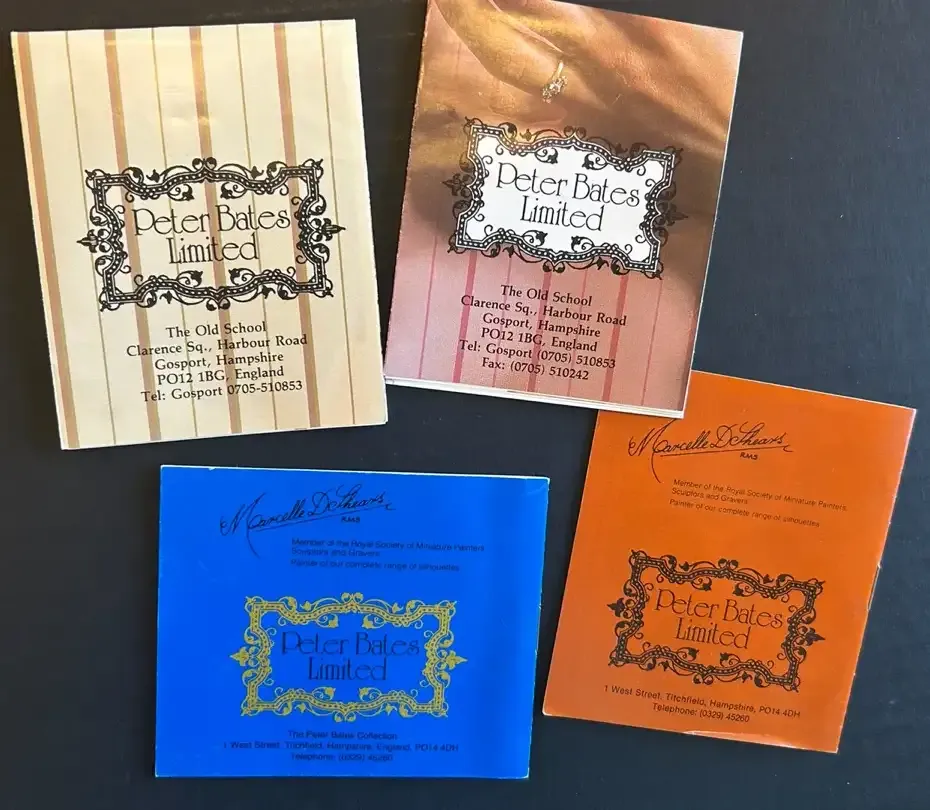 Peter Bates
Limited
The Old School
Clarence Sq., Harbour Road
Gosport, Hampshire
PO12 1BG, England
Tel: Gosport 0705-510853
Peter Bates
Limited
The Old School
Clarence Sq., Harbour Road
Gosport, Hampshire
PO12 1BG, England
Tel: Gosport (0705) 510853
Fax: (0705) 510242
Marcelle D Shears
RMS
Member of the Royal Society of Miniature Painters
Sculptors and Gravers
Painter of our complete range of silhouettes
Peter Bates
Limited
The Peter Bates Collection
1 West Street, Titchfield, Hampshire, England, PO14 4DH
Telephone: (0329) 45260
Marcelle D Shears
RMS
Member of the Royal Society of Miniature Painters
Sculptors and Gravers
Painter of our complete range of silhouettes
Peter Bates
Limited
1 West Street, Titchfield, Hampshire, PO14 4DH
Telephone: (0329) 45260